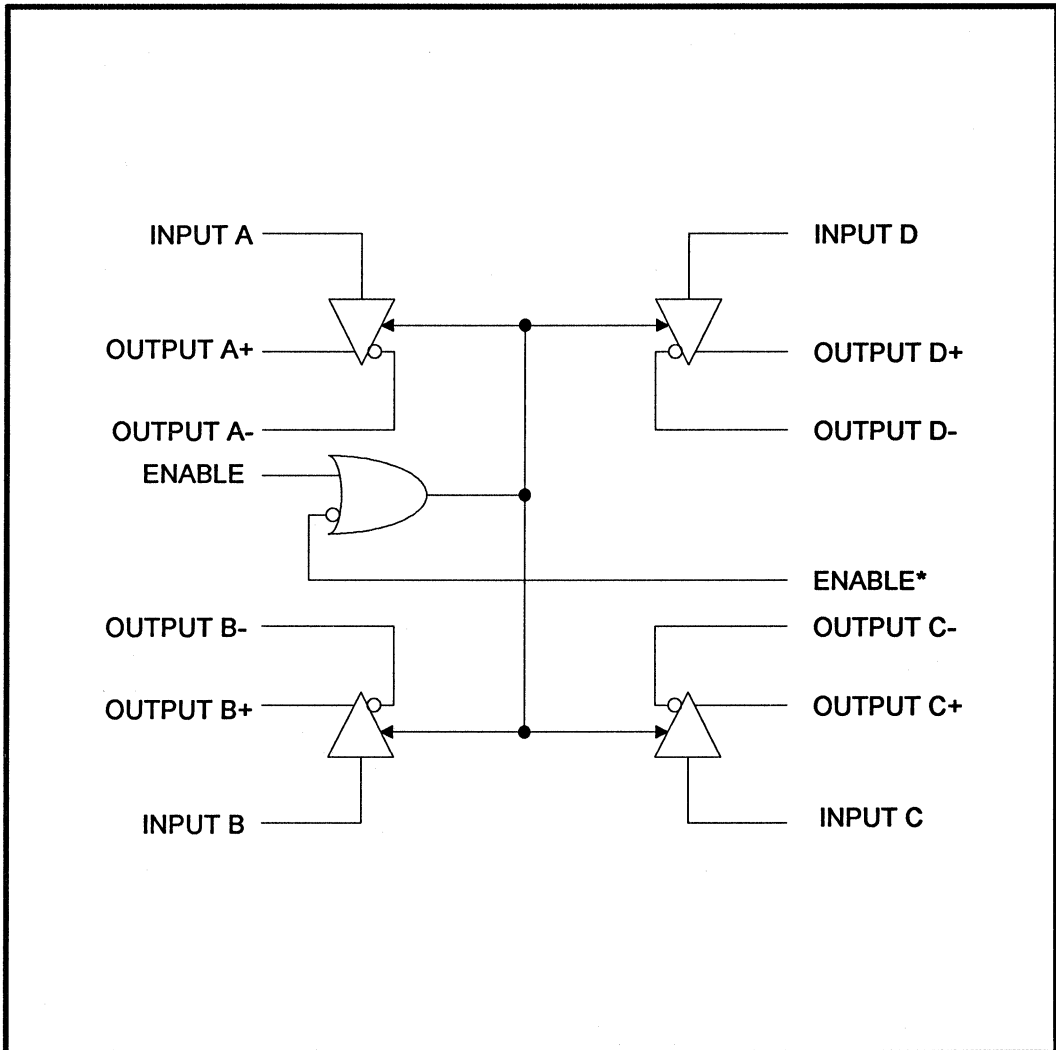 INPUT A
INPUT D
OUTPUT A+
OUTPUT D+
OUTPUT A-
OUTPUT D-
ENABLE
ENABLE*
OUTPUT B-
OUTPUT C-
OUTPUT B+
OUTPUT C+
INPUT B
INPUT C